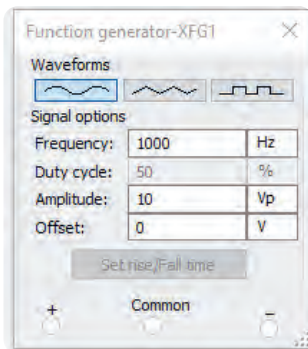 Function generator-XFG1
Waveforms
Signal options
Frequency: 1000 Hz
Duty cycle: 50 %
Amplitude: 10 Vp
Offset: 0 V
Set rise/Fall time
+ Common −